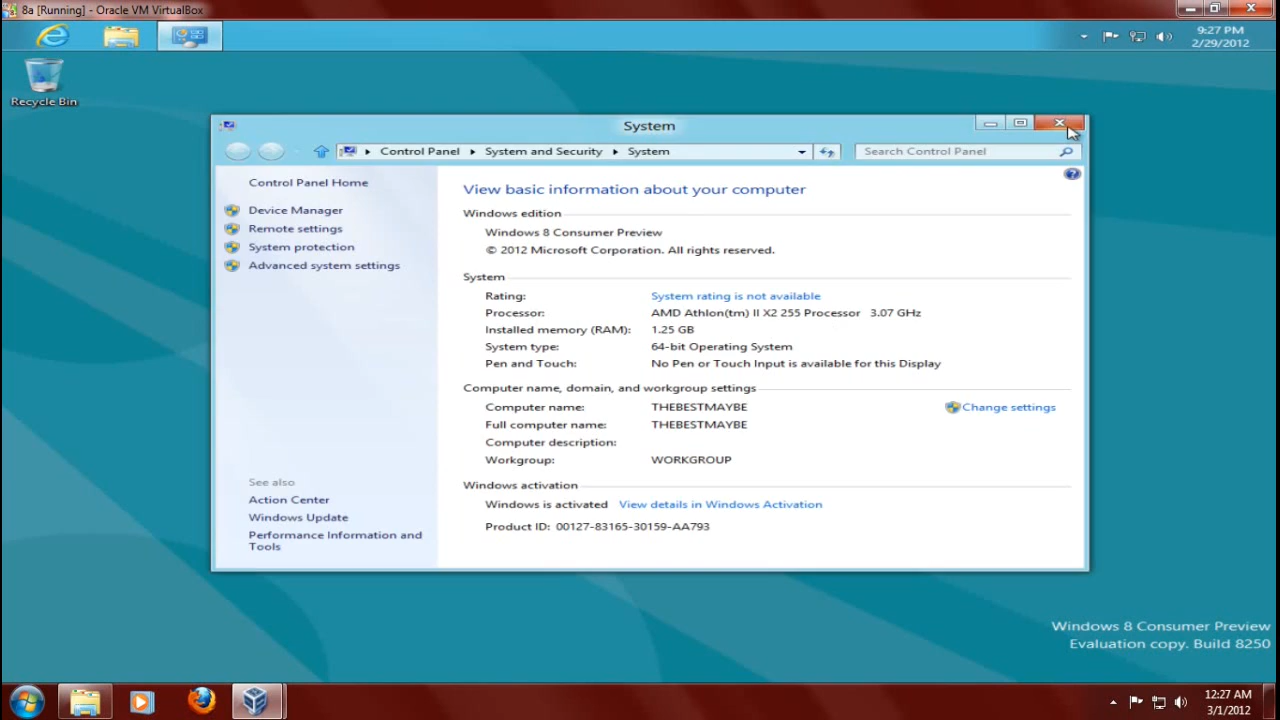 8a [Running] - Oracle VM VirtualBox
9:27 PM
2/29/2012
Recycle Bin
System
Control Panel System and Security System
Search Control Panel
Control Panel Home
Device Manager
Remote settings
System protection
Advanced system settings
See also
Action Center
Windows Update
Performance Information and
Tools
View basic information about your computer
Windows edition
Windows 8 Consumer Preview
© 2012 Microsoft Corporation. All rights reserved.
System
Rating: System rating is not available
Processor: AMD Athlon(tm) II X2 255 Processor 3.07 GHz
Installed memory (RAM): 1.25 GB
System type: 64-bit Operating System
Pen and Touch: No Pen or Touch Input is available for this Display
Computer name, domain, and workgroup settings
Computer name: THEBESTMAYBE
Change settings
Full computer name: THEBESTMAYBE
Computer description:
Workgroup: WORKGROUP
Windows activation
Windows is activated View details in Windows Activation
Product ID: 00127-83165-30159-AA793
Windows 8 Consumer Preview
Evaluation copy. Build 8250
12:27 AM
3/1/2012